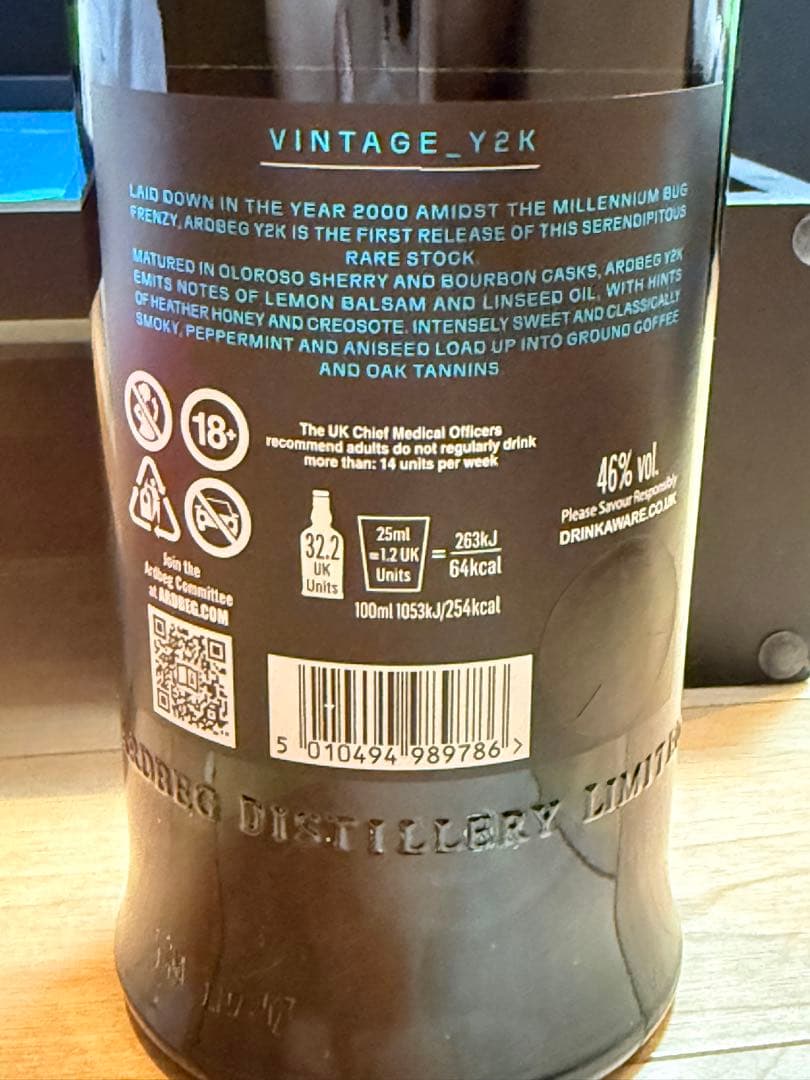 VINTAGE_Y2K
LAID DOWN IN THE YEAR 2000 AMIDST THE MILLENNIUM BUG
FRENZY, ARDBEG Y2K IS THE FIRST RELEASE OF THIS SERENDIPITOUS
RARE STOCK
MATURED IN OLOROSO SHERRY AND BOURBON CASKS, ARDBEG Y2K
EMITS NOTES OF LEMON BALSAM AND LINSEED OIL, WITH HINTS
OF HEATHER HONEY AND CREOSOTE. INTENSELY SWEET AND CLASSICALLY
SMOKY, PEPPERMINT AND ANISEED LOAD UP INTO GROUND COFFEE
AND OAK TANNINS
18+
The UK Chief Medical Officers
recommend adults do not regularly drink
more than: 14 units per week
46% vol.
Please Savour Responsibly
DRINKAWARE.CO.UK
32.2
UK
Units
25ml
=1.2 UK
Units
= 263kJ
64kcal
100ml 1053kJ/254kcal
Join the
Ardbeg Committee
at ARDBEG.COM
5 010494 989786 >
ARDBEG DISTILLERY LIMITE